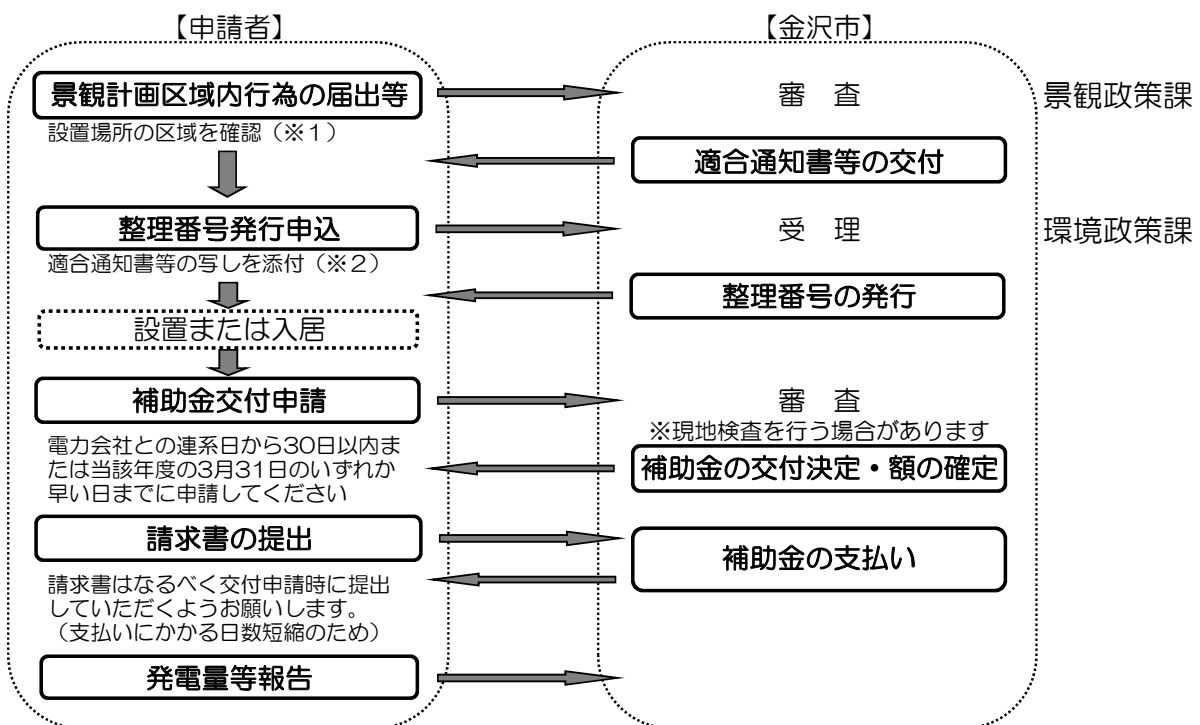 【申請者】
【金沢市】
景観計画区域内行為の届出等
審 査
景観政策課
設置場所の区域を確認（※１）
適合通知書等の交付
整理番号発行申込
受 理
環境政策課
適合通知書等の写しを添付（※２）
整理番号の発行
設置または入居
補助金交付申請
審 査
※現地検査を行う場合があります
電力会社との連系日から30日以内ま
たは当該年度の3月31日のいずれか
早い日までに申請してください
補助金の交付決定・額の確定
請求書の提出
補助金の支払い
請求書はなるべく交付申請時に提出
していただくようお願いします。
（支払いにかかる日数短縮のため）
発電量等報告